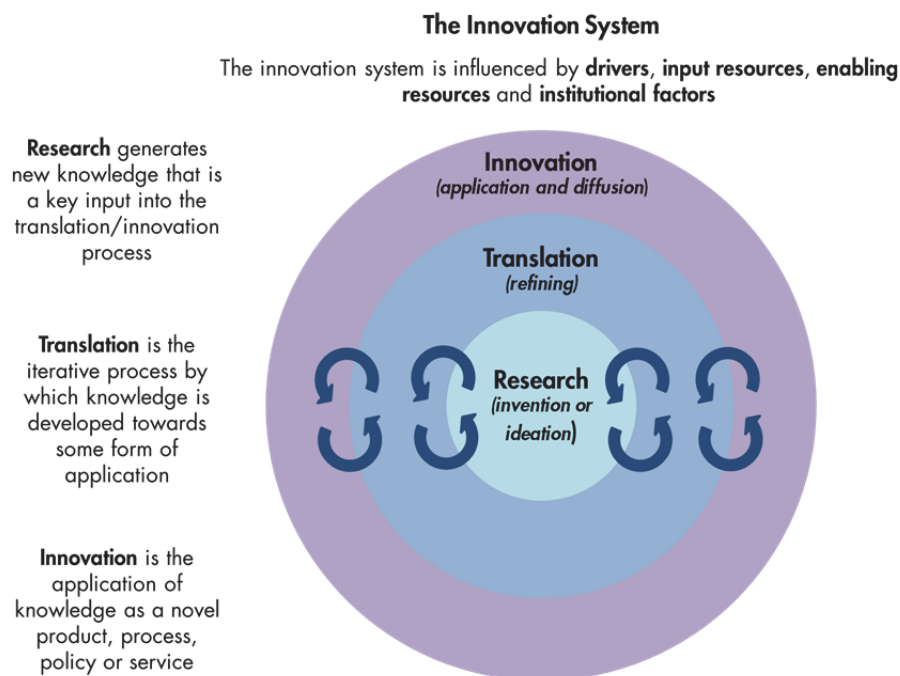 The Innovation System
The innovation system is influenced by drivers, input resources, enabling
resources and institutional factors
Research generates
new knowledge that is
a key input into the
translation/innovation
process
Translation is the
iterative process by
which knowledge is
developed towards
some form of
application
Innovation is the
application of
knowledge as a novel
product, process,
policy or service
Innovation
(application and diffusion)
Translation
(refining)
Research
(invention or
ideation)